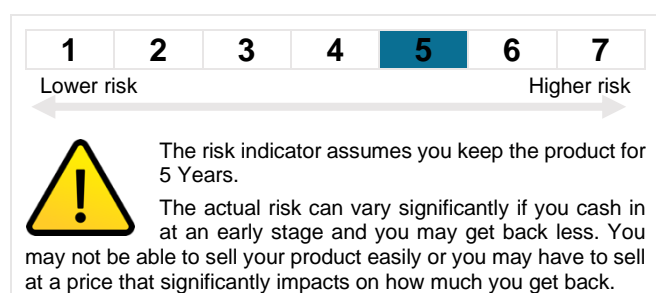 1 2 3 4 5 6 7
Lower risk Higher risk
The risk indicator assumes you keep the product for
5 Years.
The actual risk can vary significantly if you cash in
at an early stage and you may get back less. You
may not be able to sell your product easily or you may have to sell
at a price that significantly impacts on how much you get back.